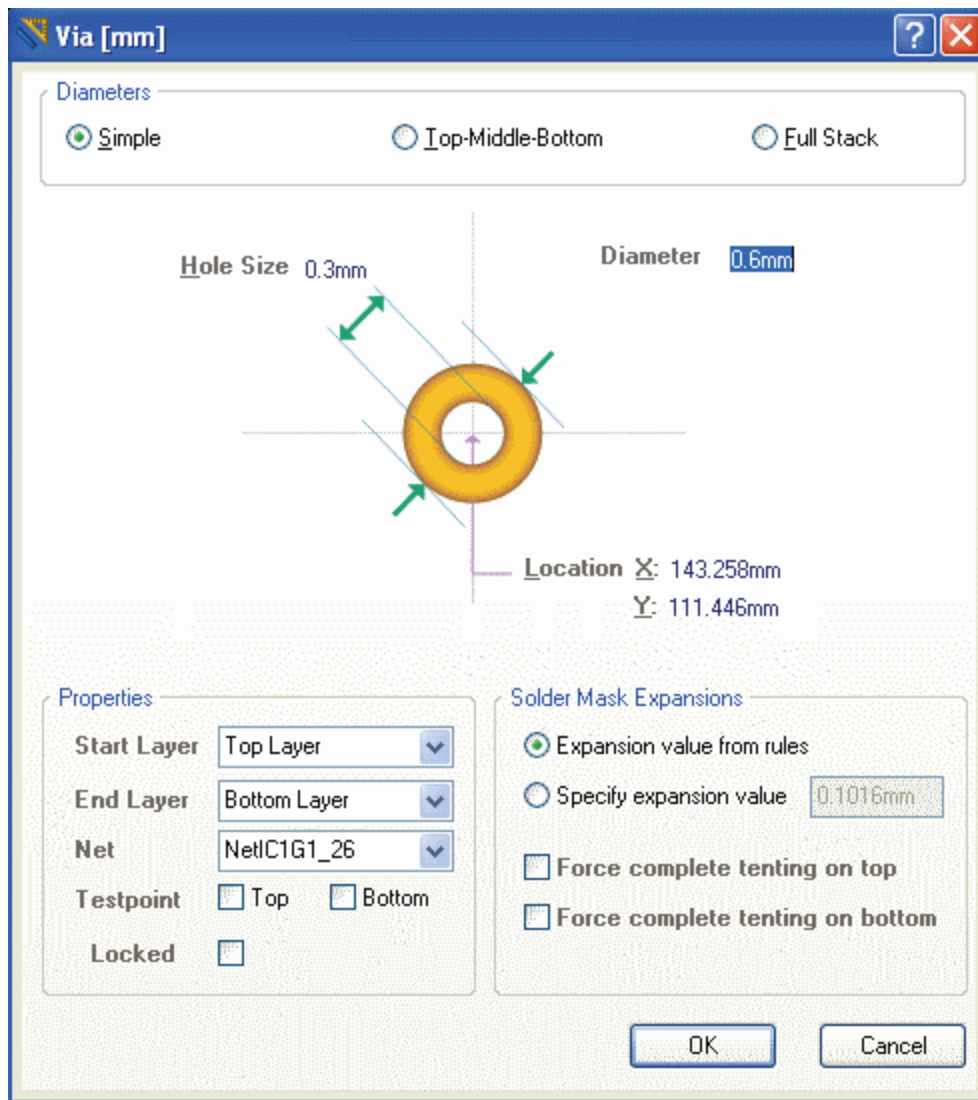 Via [mm]
Diameters
Simple Top-Middle-Bottom Full Stack
Hole Size 0.3mm Diameter 0.6mm
Location X: 143.258mm
Y: 111.446mm
Properties Solder Mask Expansions
Start Layer Top Layer
End Layer Bottom Layer
Net NetIC1G1_26
Testpoint Top Bottom
Locked
Expansion value from rules
Specify expansion value 0.1016mm
Force complete tenting on top
Force complete tenting on bottom
OK Cancel